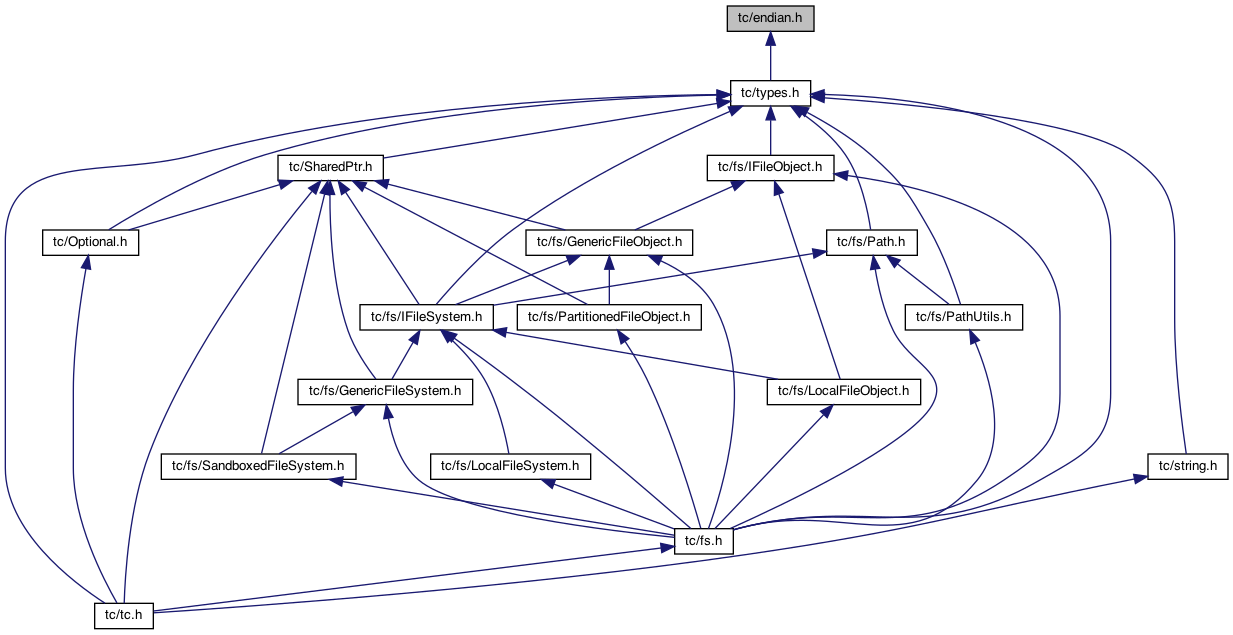 tc/endian.h
tc/types.h
tc/SharedPtr.h
tc/fs/IFileObject.h
tc/Optional.h
tc/fs/GenericFileObject.h
tc/fs/Path.h
tc/fs/IFileSystem.h
tc/fs/PartitionedFileObject.h
tc/fs/PathUtils.h
tc/fs/GenericFileSystem.h
tc/fs/LocalFileObject.h
tc/fs/SandboxedFileSystem.h
tc/fs/LocalFileSystem.h
tc/string.h
tc/fs.h
tc/tc.h